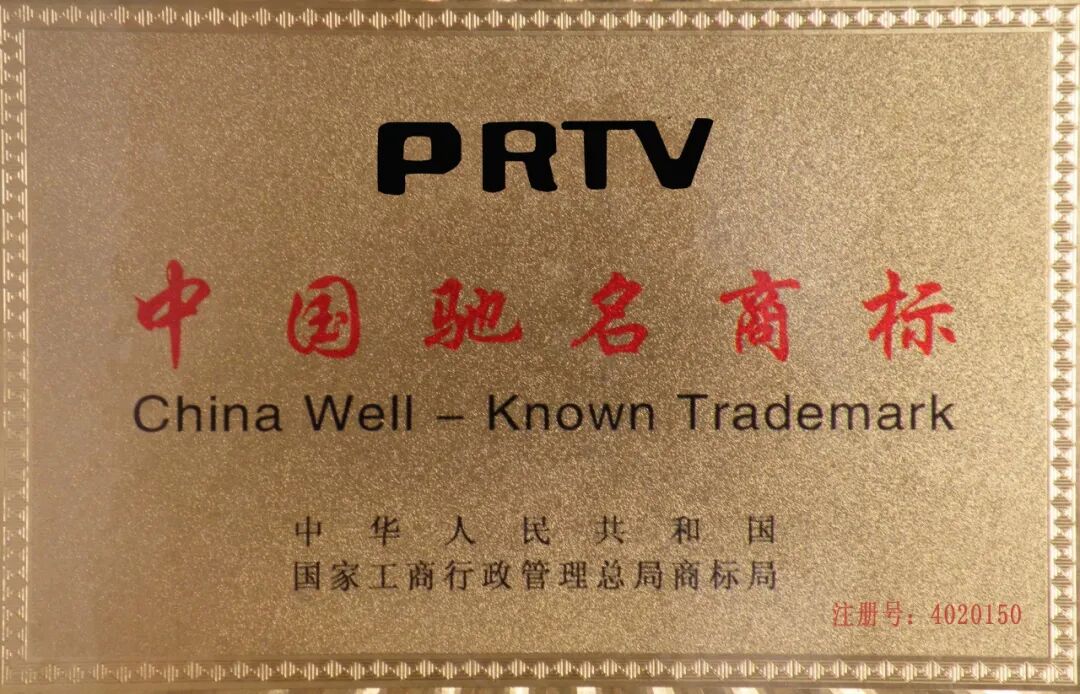 PRTV
中国驰名商标
China Well - Known Trademark
中华人民共和国
国家工商行政管理总局商标局
注册号：4020150